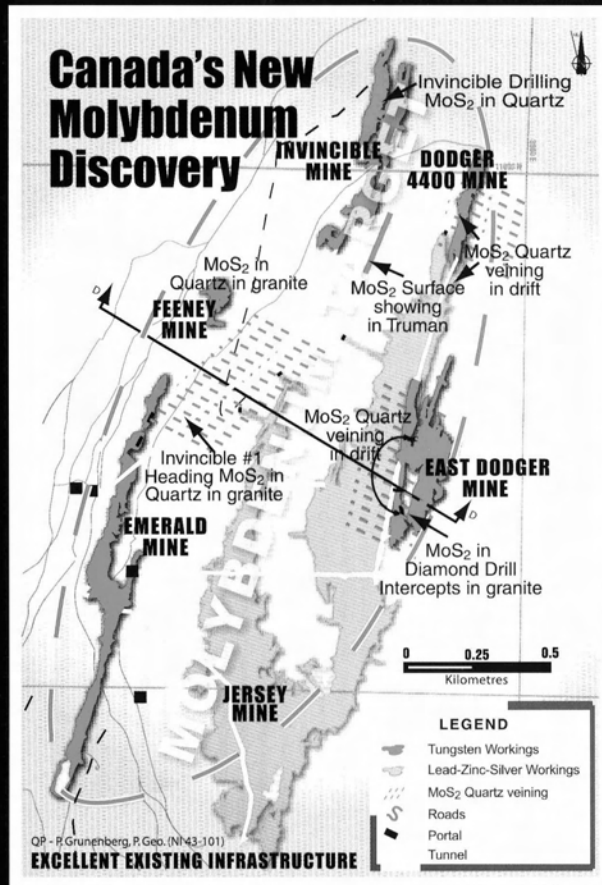 Canada's New
Molybdenum
Discovery
Invincible Drilling
MoS2 in Quartz
INVINCIBLE
MINE
DODGER
4400 MINE
MoS2 in
Quartz in granite
MoS2 Quartz
veining
in drift
MoS2 Surface
showing
in Truman
FEENEY
MINE
D
MoS2 Quartz
veining
in drift
Invincible #1
Heading MoS2 in
Quartz in granite
EAST DODGER
MINE
D
EMERALD
MINE
MoS2 in
Diamond Drill
Intercepts in granite
MOLYBDENUM TARGET
0 0.25 0.5
Kilometres
JERSEY
MINE
LEGEND
Tungsten Workings
Lead-Zinc-Silver Workings
MoS2 Quartz veining
Roads
Portal
Tunnel
QP - P.Grunenberg, P.Geo. (NI 43-101)
EXCELLENT EXISTING INFRASTRUCTURE